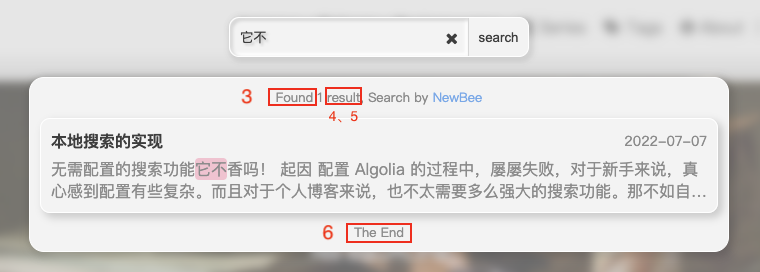 Series Tags About
它不 ✖ search
3 Found 1 result, Search by NewBee
4、5
本地搜索的实现 2022-07-07
无需配置的搜索功能它不香吗！ 起因 配置 Algolia 的过程中，屡屡失败，对于新手来说，真
心感到配置有些复杂。而且对于个人博客来说，也不太需要多么强大的搜索功能。那不如自...
6 The End